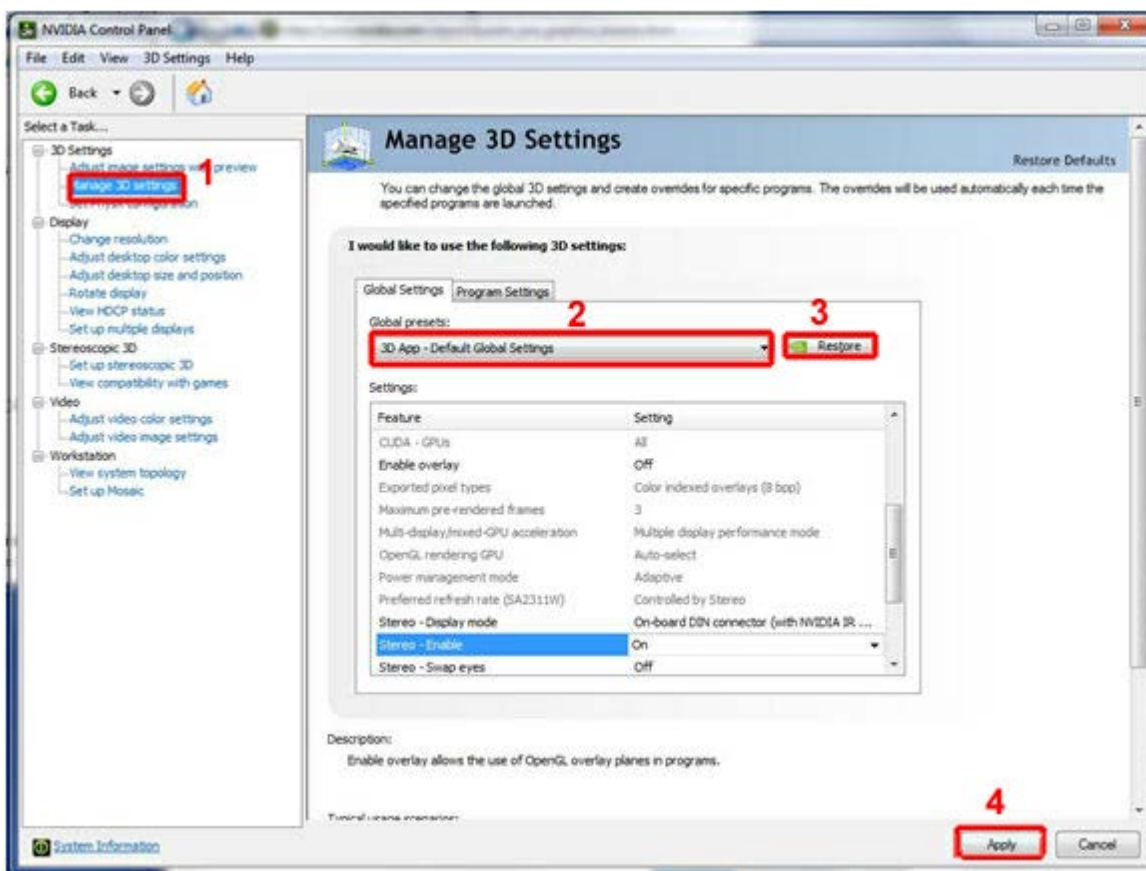 NVIDIA Control Panel
File Edit View 3D Settings Help
Back
Select a Task...
3D Settings
Adjust image settings with preview
1
Manage 3D settings
Set PhysX configuration
Display
Change resolution
Adjust desktop color settings
Adjust desktop size and position
Rotate display
View HDCP status
Set up multiple displays
Stereoscopic 3D
Set up stereoscopic 3D
View compatibility with games
Video
Adjust video color settings
Adjust video image settings
Workstation
View system topology
Set up Mosaic
System Information
Manage 3D Settings
Restore Defaults
You can change the global 3D settings and create overrides for specific programs. The overrides will be used automatically each time the
specified programs are launched.
I would like to use the following 3D settings:
Global Settings Program Settings
Global presets:
2
3
3D App - Default Global Settings
Restore
Settings:
Feature Setting
CUDA - GPUs All
Enable overlay Off
Exported pixel types Color indexed overlays (8 bpp)
Maximum pre-rendered frames 3
Multi-display/mixed-GPU acceleration Multiple display performance mode
OpenGL rendering GPU Auto-select
Power management mode Adaptive
Preferred refresh rate (SA2311W) Controlled by Stereo
Stereo - Display mode On-board DIN connector (with NVIDIA IR ...
Stereo - Enable On
Stereo - Swap eyes Off
Description:
Enable overlay allows the use of OpenGL overlay planes in programs.
Typical usage scenarios:
4
Apply Cancel